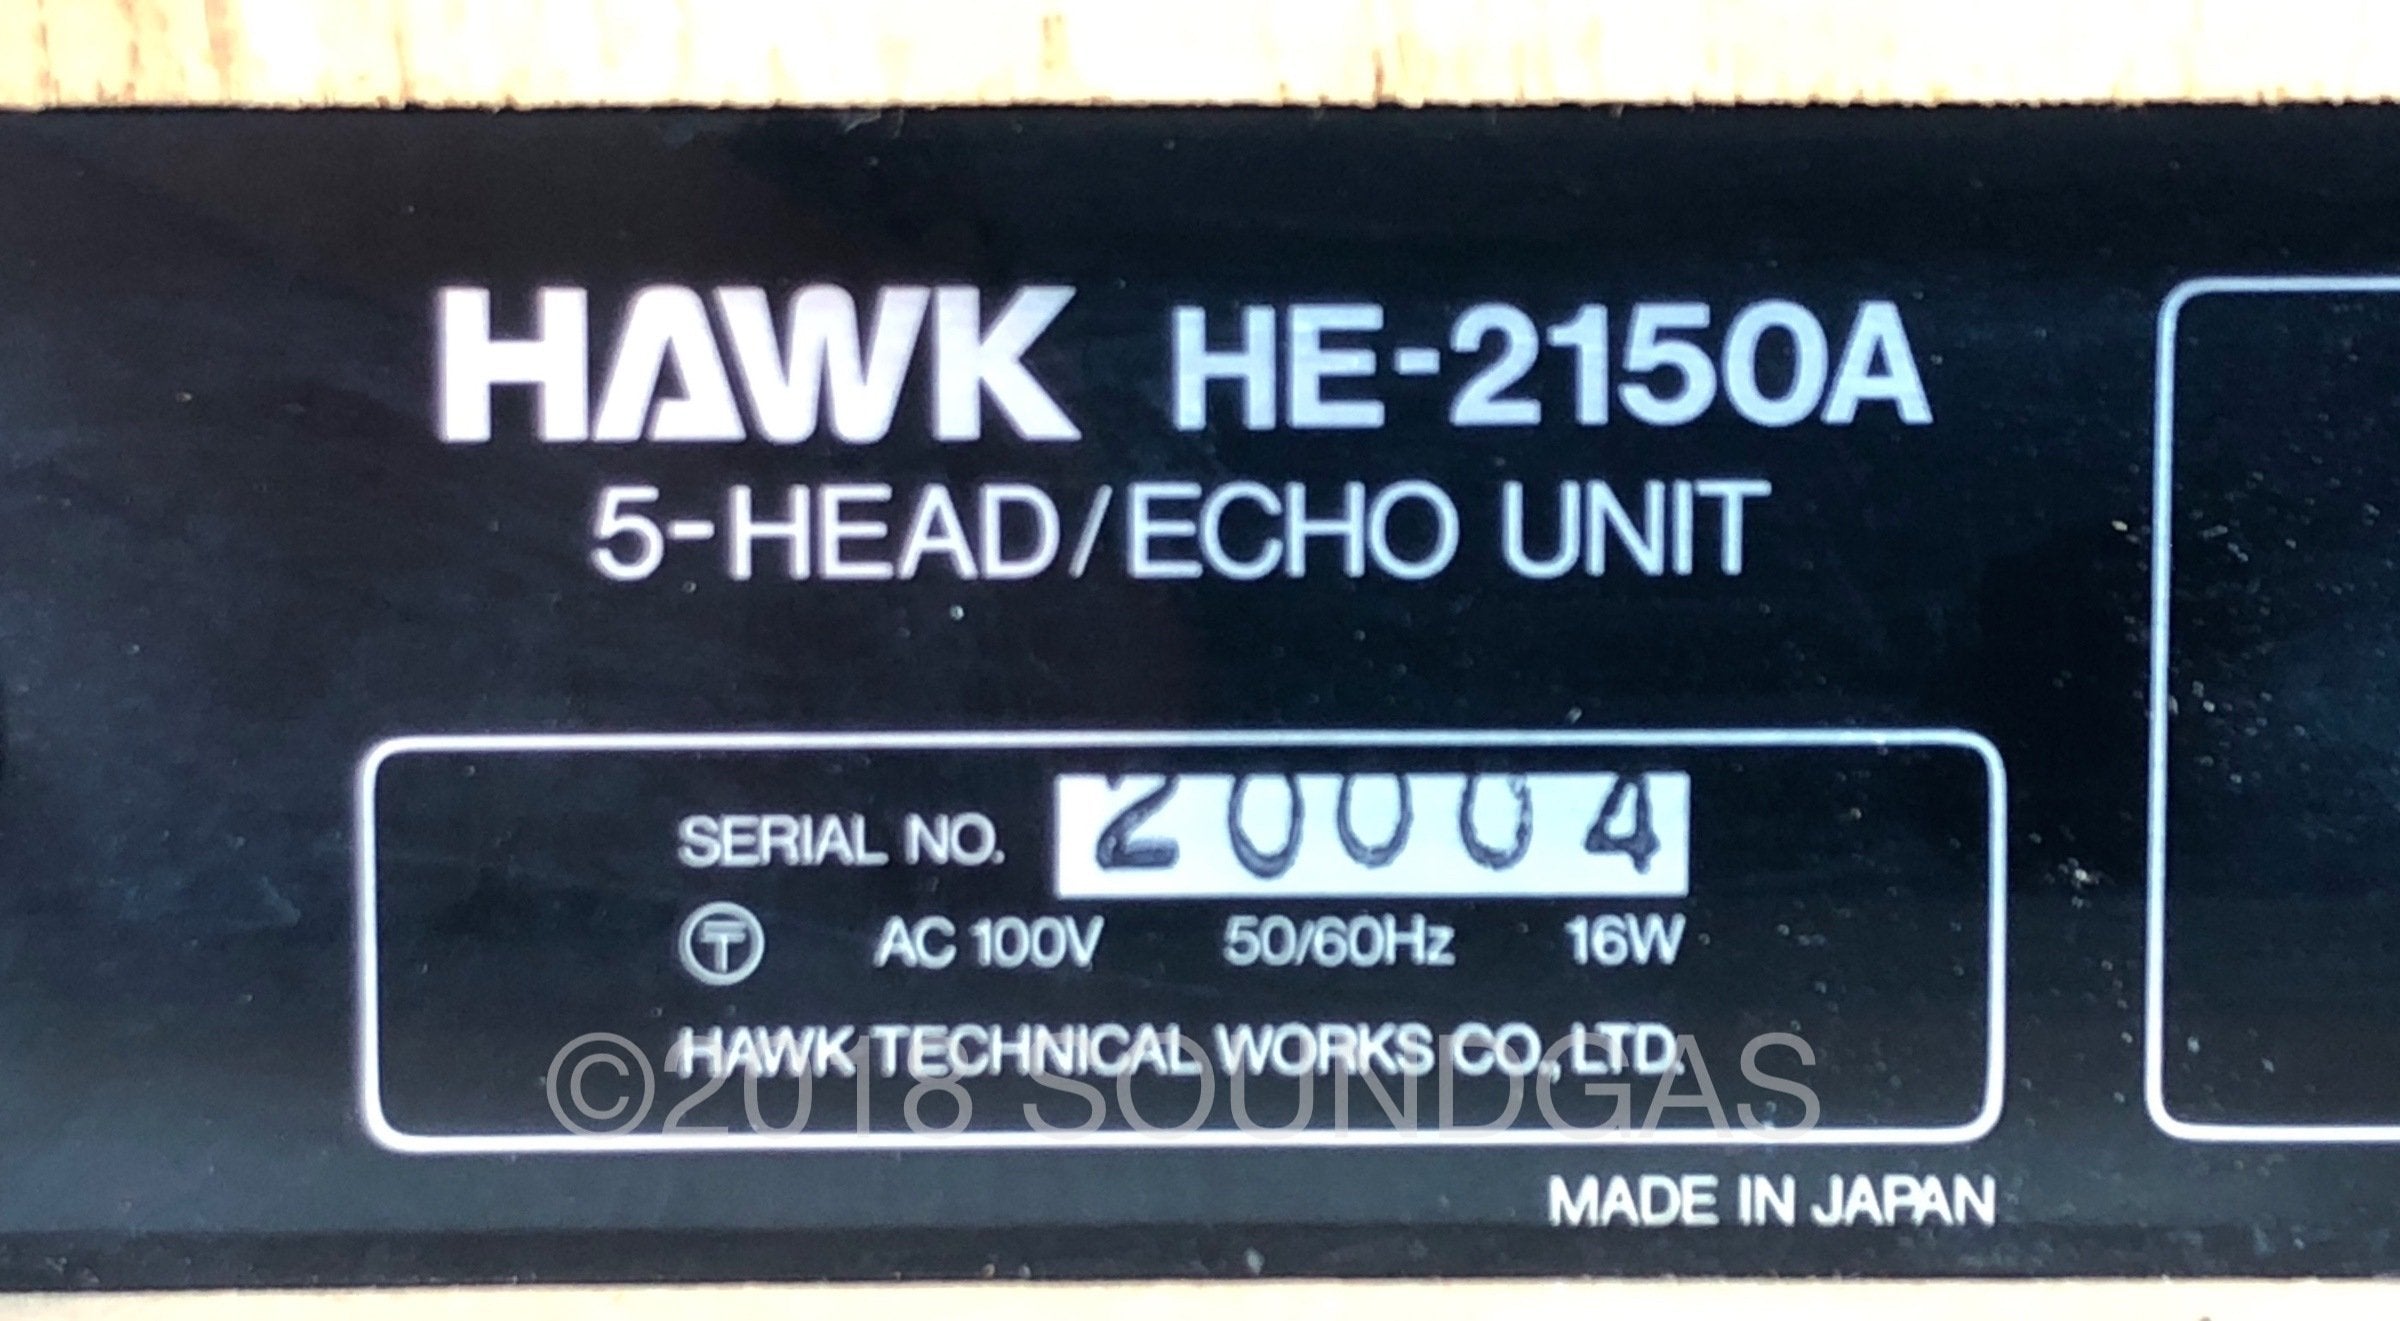 HAWK HE-2150A
5-HEAD/ECHO UNIT
SERIAL NO. 20004
T AC 100V 50/60Hz 16W
HAWK TECHNICAL WORKS CO., LTD.
©2018 SOUNDGAS
MADE IN JAPAN